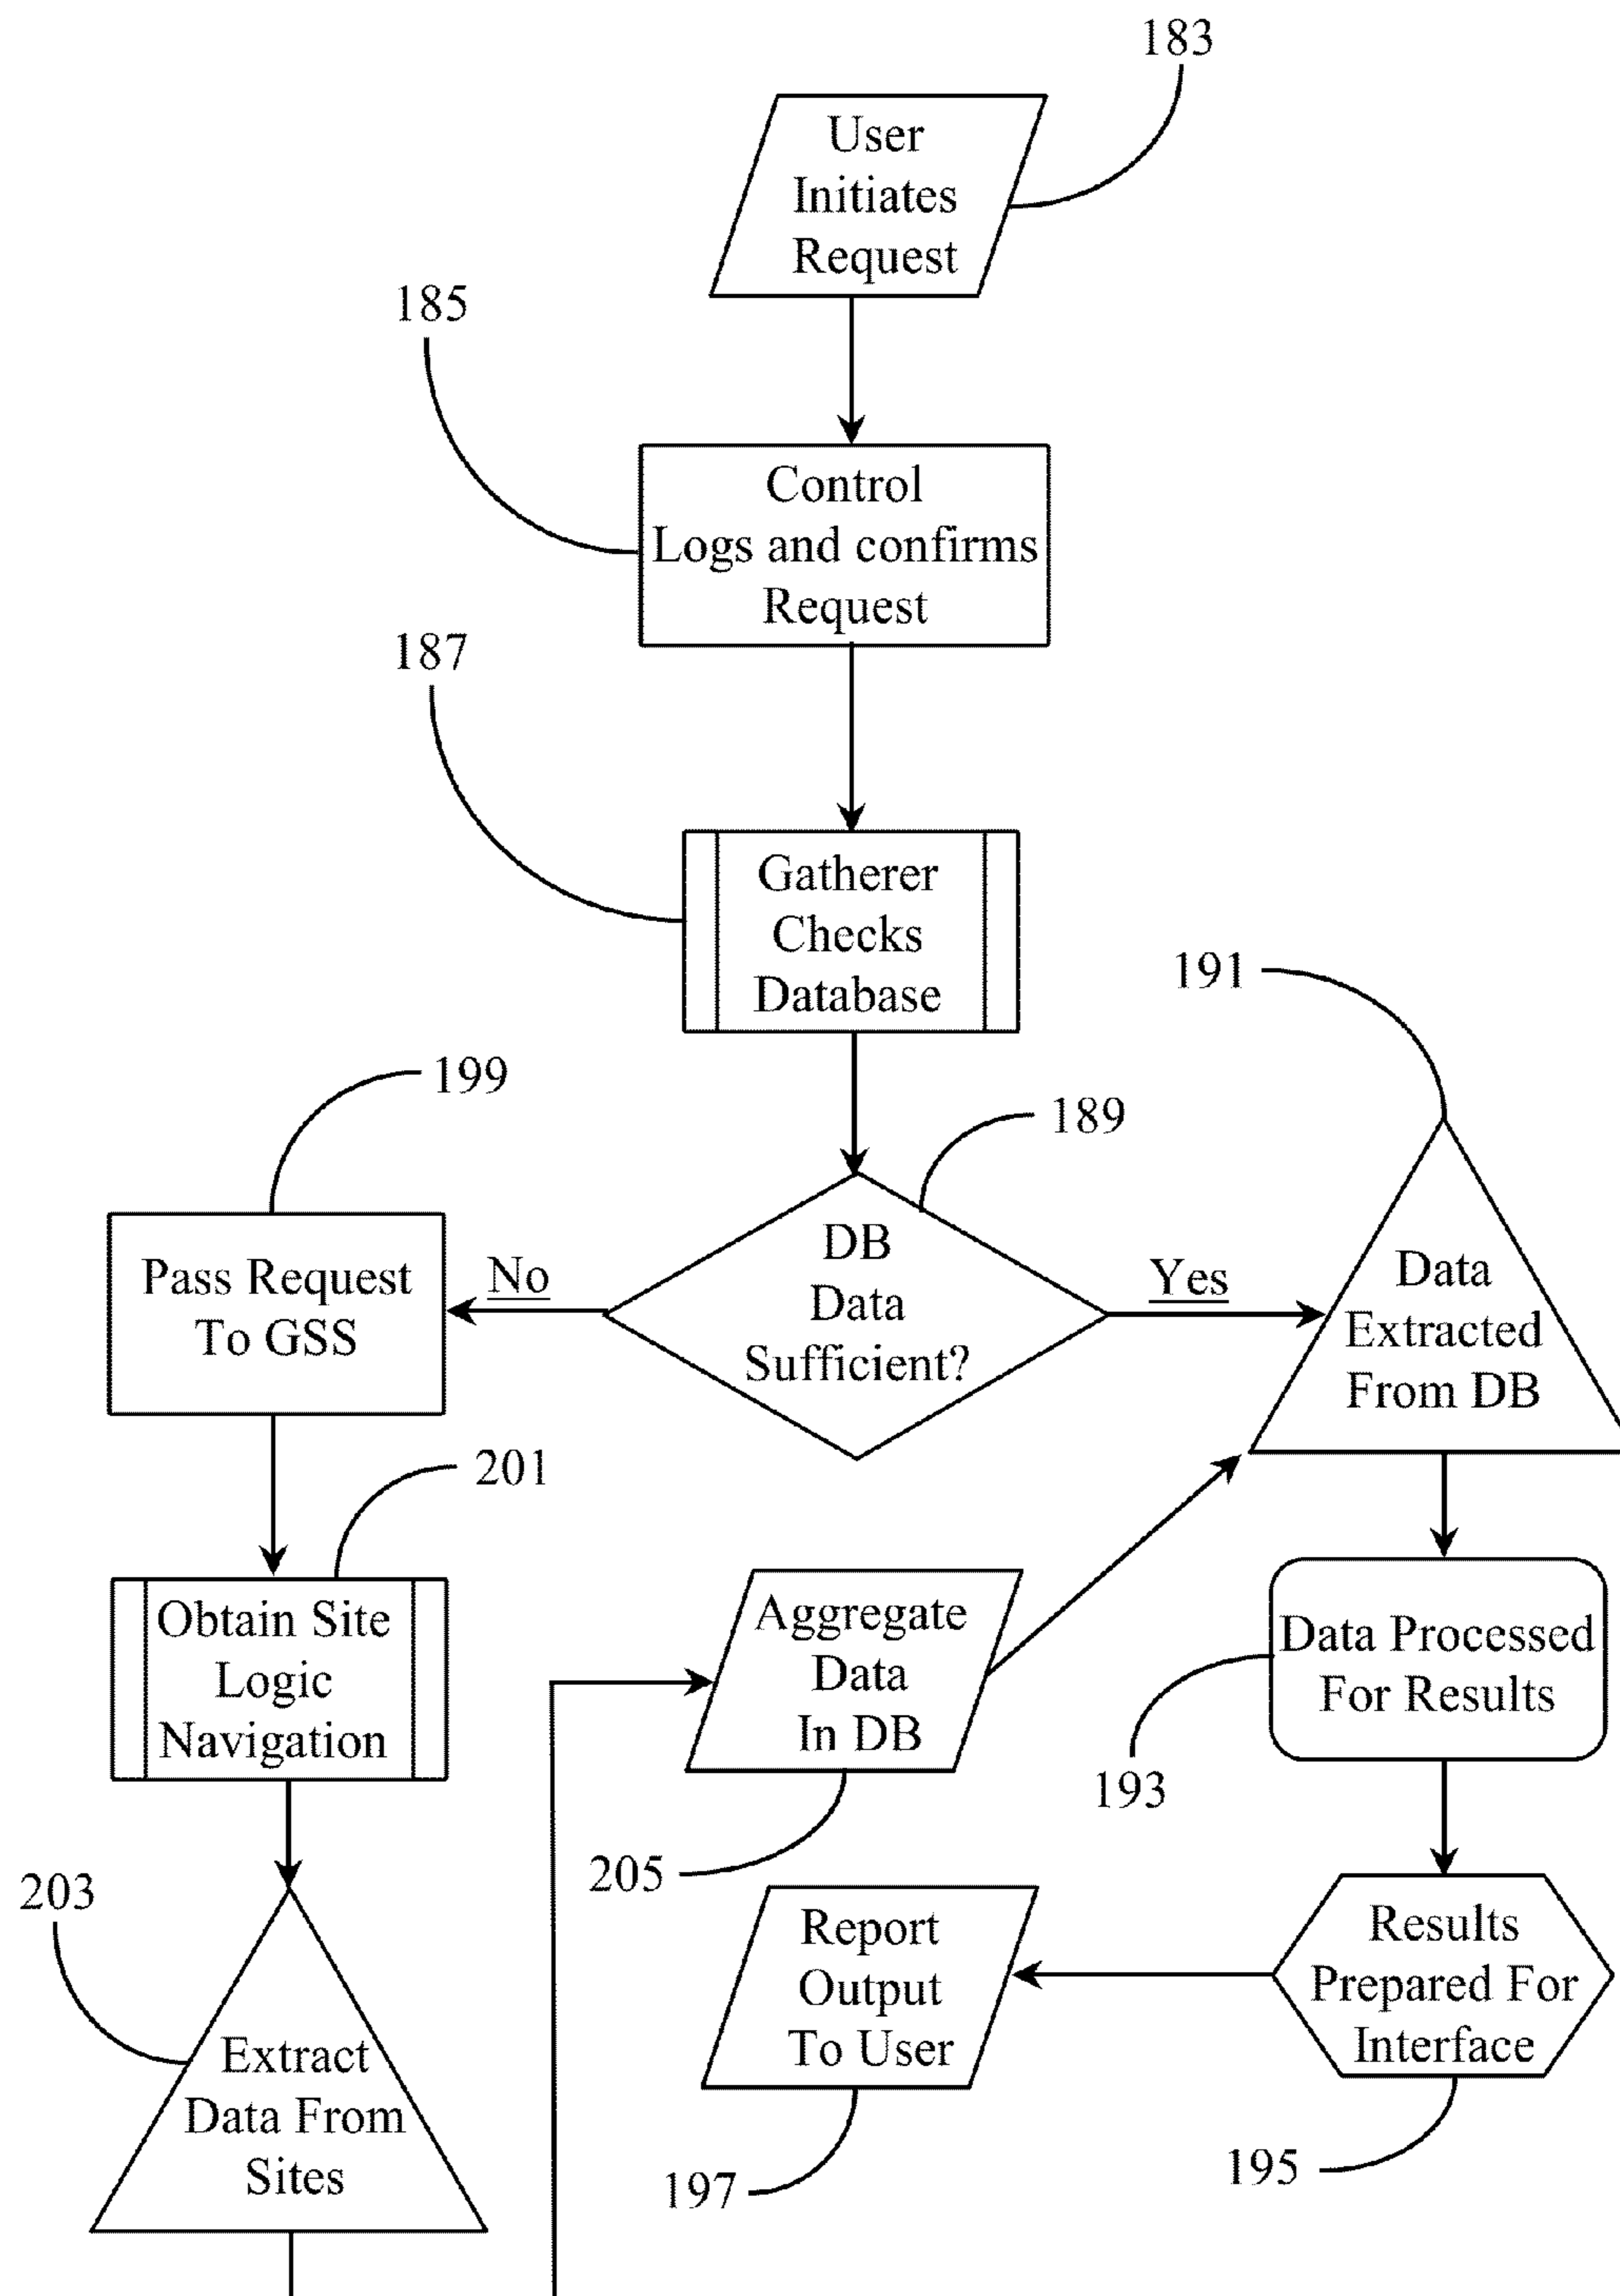 183
User
Initiates
Request
185
Control
Logs and confirms
Request
187
Gatherer
Checks
Database
191
199
189
DB
Data
Sufficient?
No
Yes
Pass Request
To GSS
Data
Extracted
From DB
201
Obtain Site
Logic
Navigation
Aggregate
Data
In DB
Data Processed
For Results
193
205
203
Report
Output
To User
Results
Prepared For
Interface
Extract
Data From
Sites
197
195